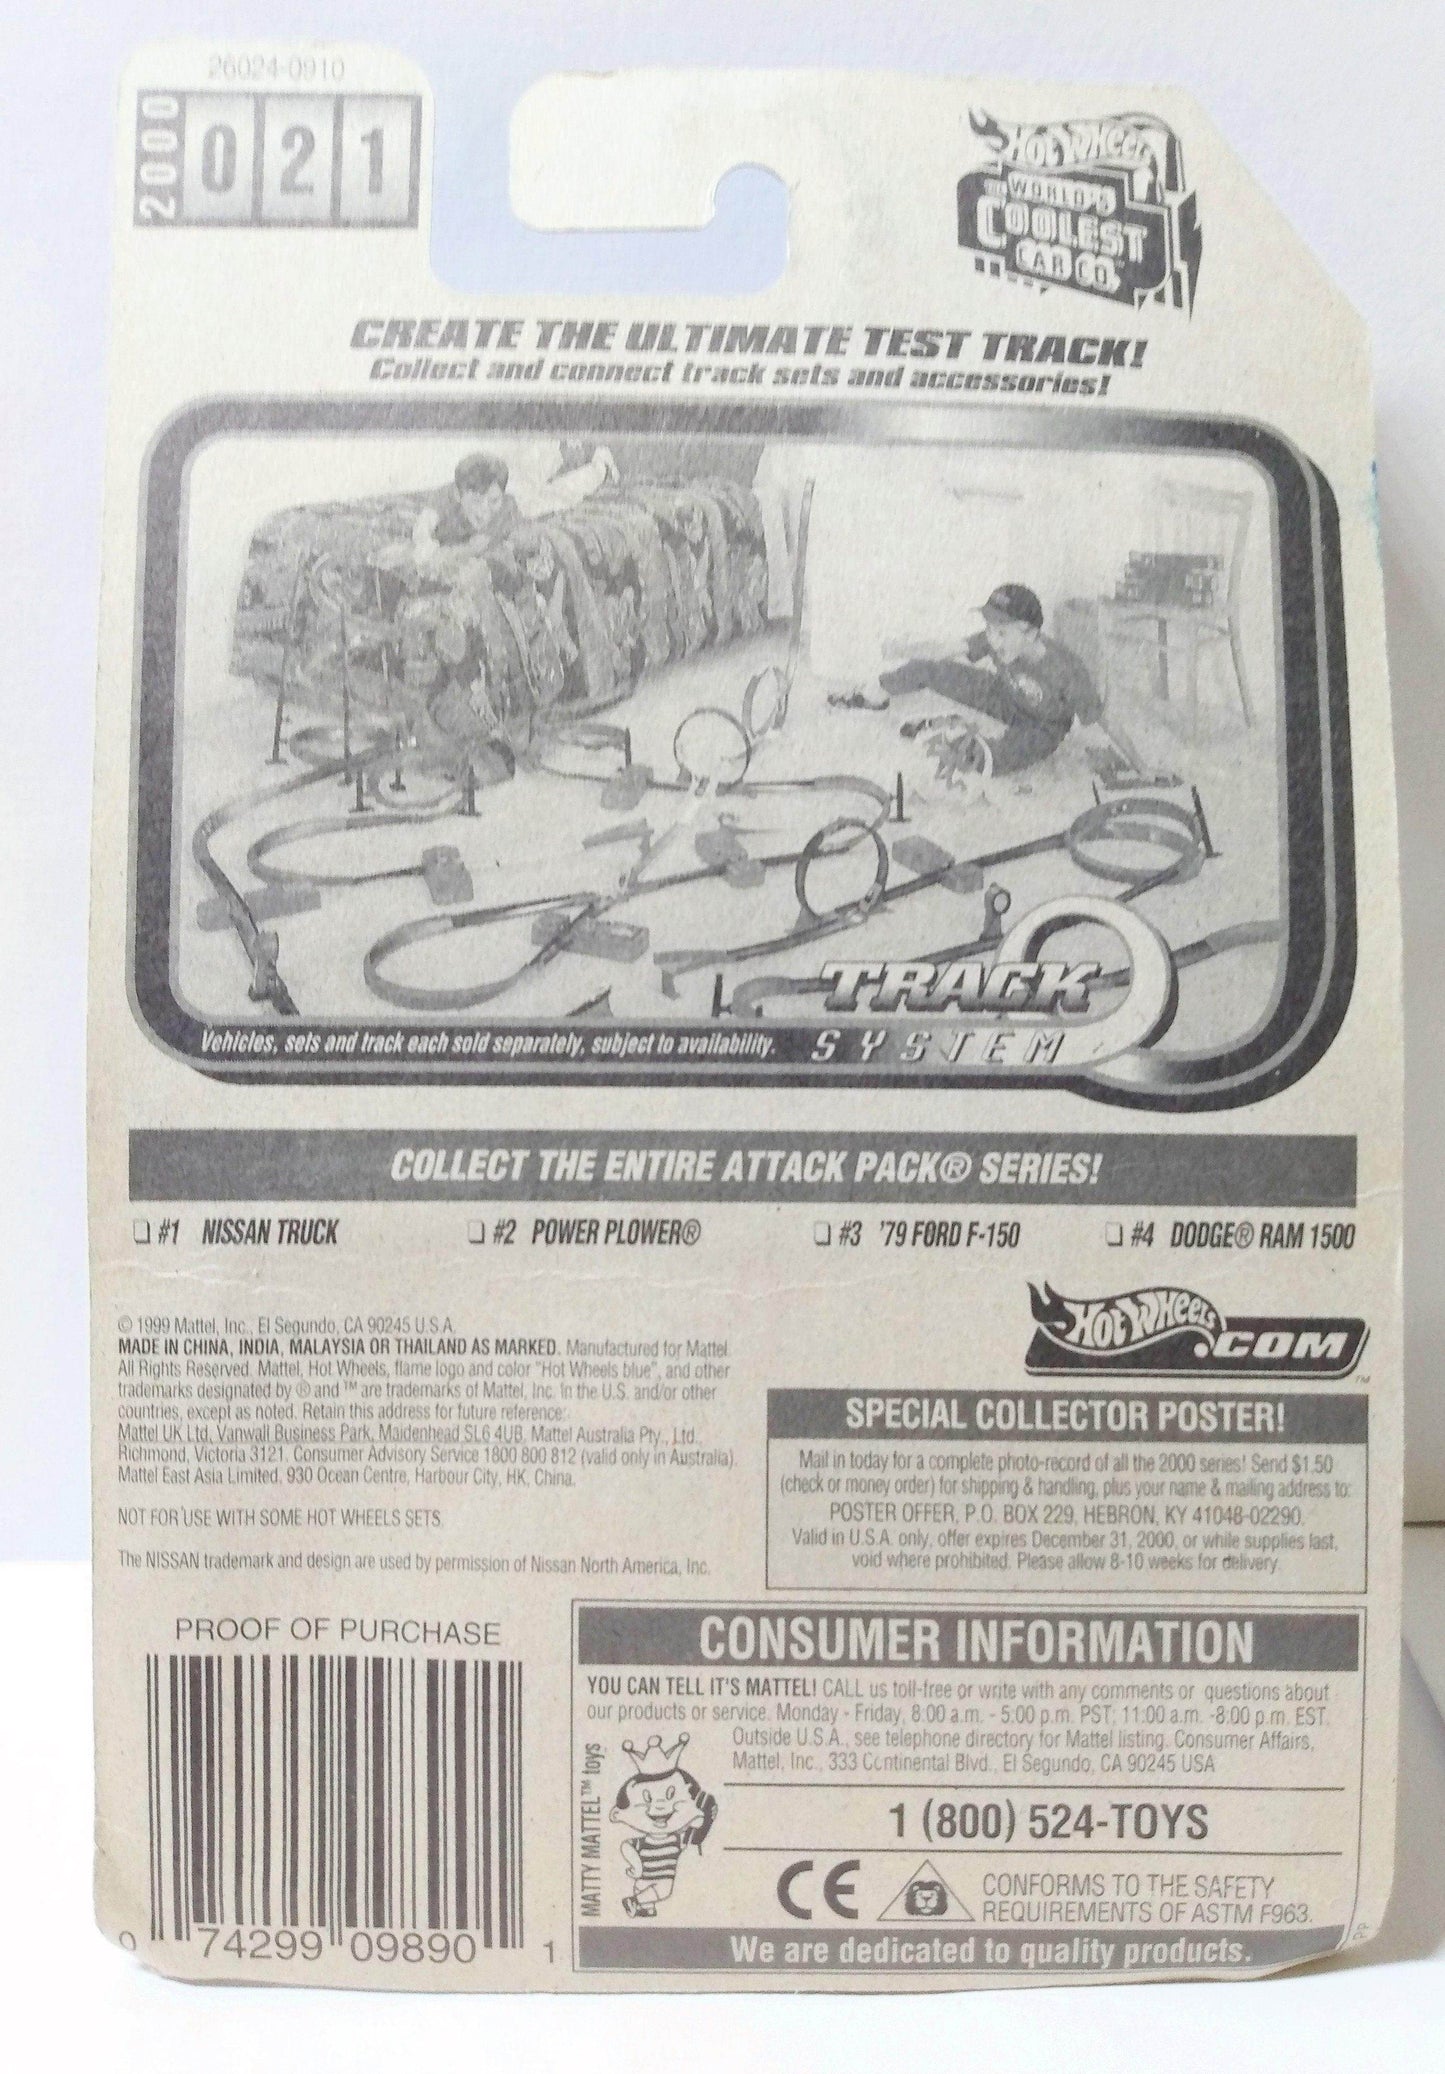 26024-0910
2000 021
HOT WHEELS
THE WORLD'S
COOLEST
CAR CO.™
CREATE THE ULTIMATE TEST TRACK!
Collect and connect track sets and accessories!
TRACK
SYSTEM
Vehicles, sets and track each sold separately, subject to availability.
COLLECT THE ENTIRE ATTACK PACK® SERIES!
❏ #1 NISSAN TRUCK ❏ #2 POWER PLOWER® ❏ #3 '79 FORD F-150 ❏ #4 DODGE® RAM 1500
© 1999 Mattel, Inc., El Segundo, CA 90245 U.S.A.
MADE IN CHINA, INDIA, MALAYSIA OR THAILAND AS MARKED. Manufactured for Mattel.
All Rights Reserved. Mattel, Hot Wheels, flame logo and color "Hot Wheels blue", and other
trademarks designated by ® and ™ are trademarks of Mattel, Inc. in the U.S. and/or other
countries, except as noted. Retain this address for future reference:
Mattel UK Ltd, Vanwall Business Park, Maidenhead SL6 4UB. Mattel Australia Pty., Ltd.,
Richmond, Victoria 3121. Consumer Advisory Service 1800 800 812 (valid only in Australia).
Mattel East Asia Limited, 930 Ocean Centre, Harbour City, HK, China.
NOT FOR USE WITH SOME HOT WHEELS SETS.
The NISSAN trademark and design are used by permission of Nissan North America, Inc.
HOT WHEELS
.COM™
SPECIAL COLLECTOR POSTER!
Mail in today for a complete photo-record of all the 2000 series! Send $1.50
(check or money order) for shipping & handling, plus your name & mailing address to:
POSTER OFFER, P.O. BOX 229, HEBRON, KY 41048-02290.
Valid in U.S.A. only, offer expires December 31, 2000, or while supplies last,
void where prohibited. Please allow 8-10 weeks for delivery.
PROOF OF PURCHASE
0 74299 09890 1
CONSUMER INFORMATION
YOU CAN TELL IT'S MATTEL! CALL us toll-free or write with any comments or questions about
our products or service. Monday - Friday, 8:00 a.m. - 5:00 p.m. PST; 11:00 a.m. -8:00 p.m. EST.
Outside U.S.A., see telephone directory for Mattel listing. Consumer Affairs,
Mattel, Inc., 333 Continental Blvd., El Segundo, CA 90245 USA
MATTY MATTEL™ toys
1 (800) 524-TOYS
CE
CONFORMS TO THE SAFETY
REQUIREMENTS OF ASTM F963.
We are dedicated to quality products.
Pp